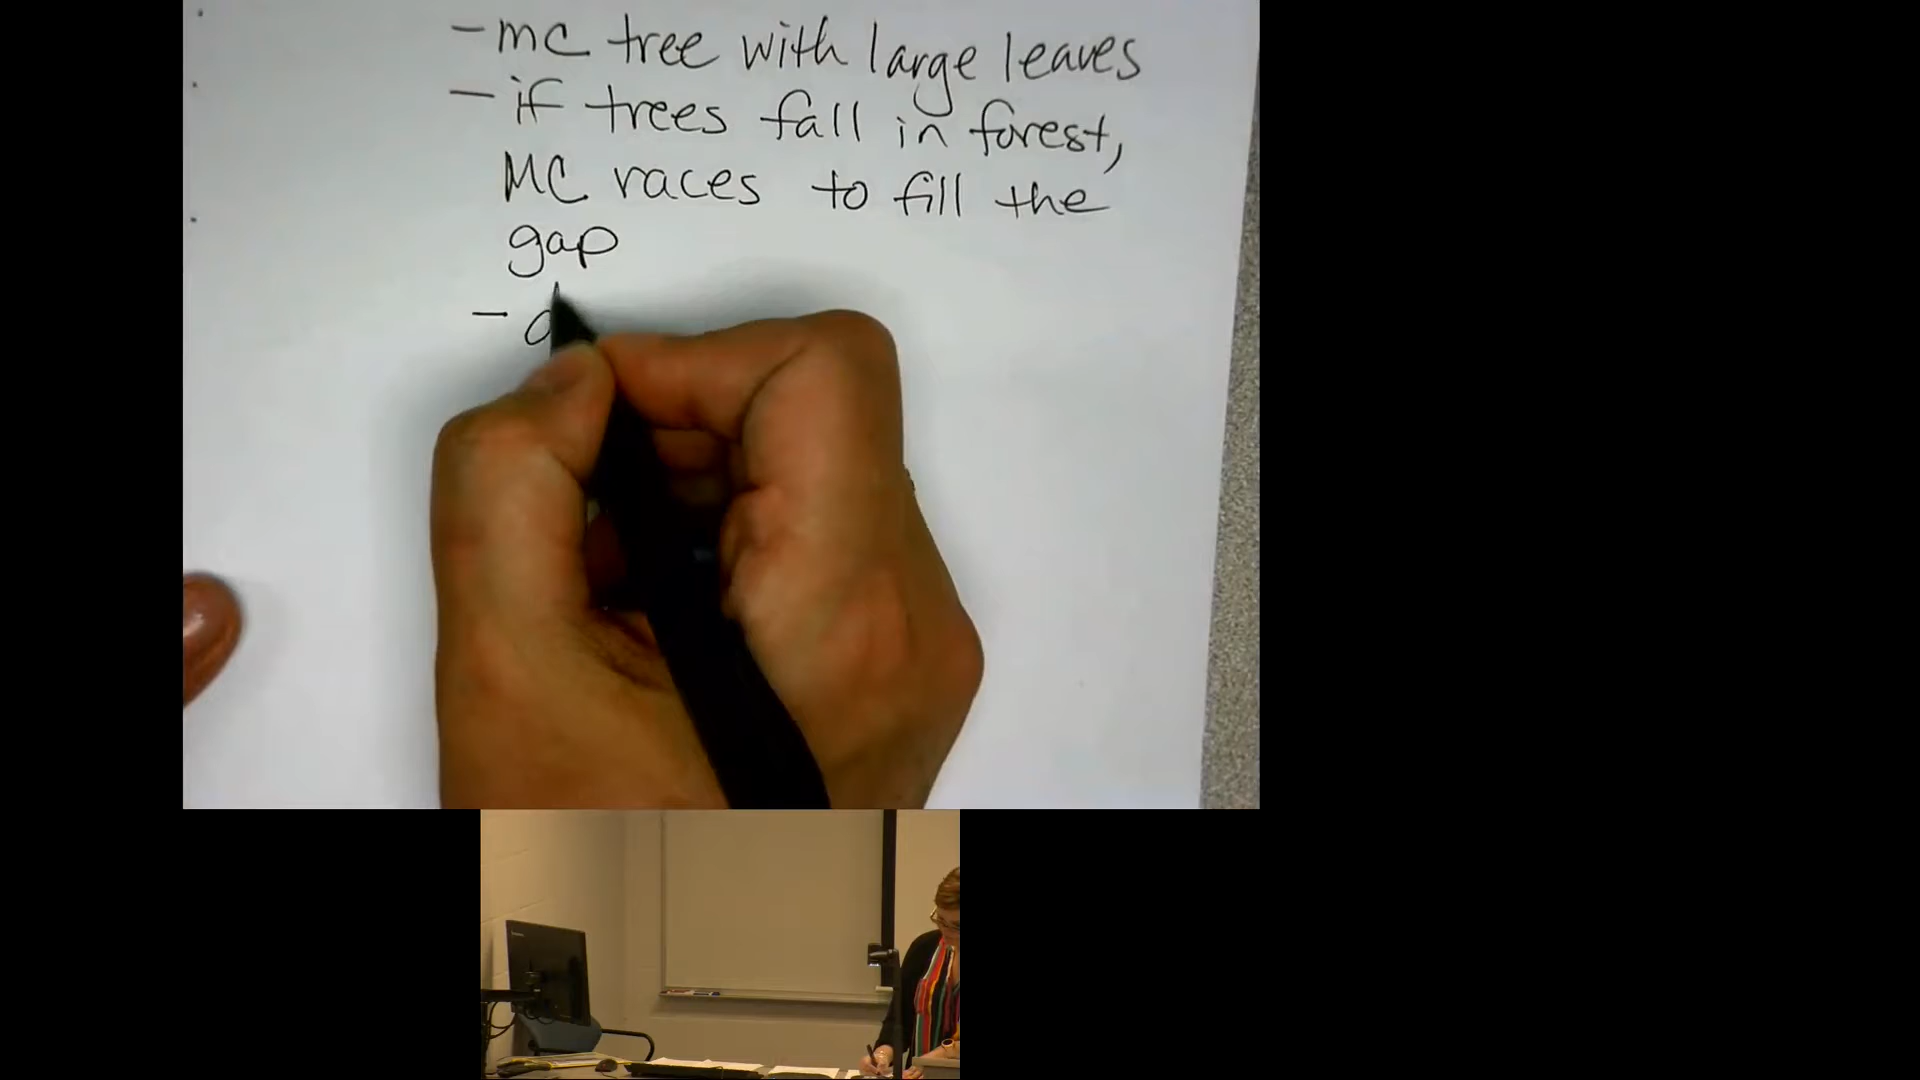 - mc tree with large leaves
- if trees fall in forest,
MC races to fill the
gap
-